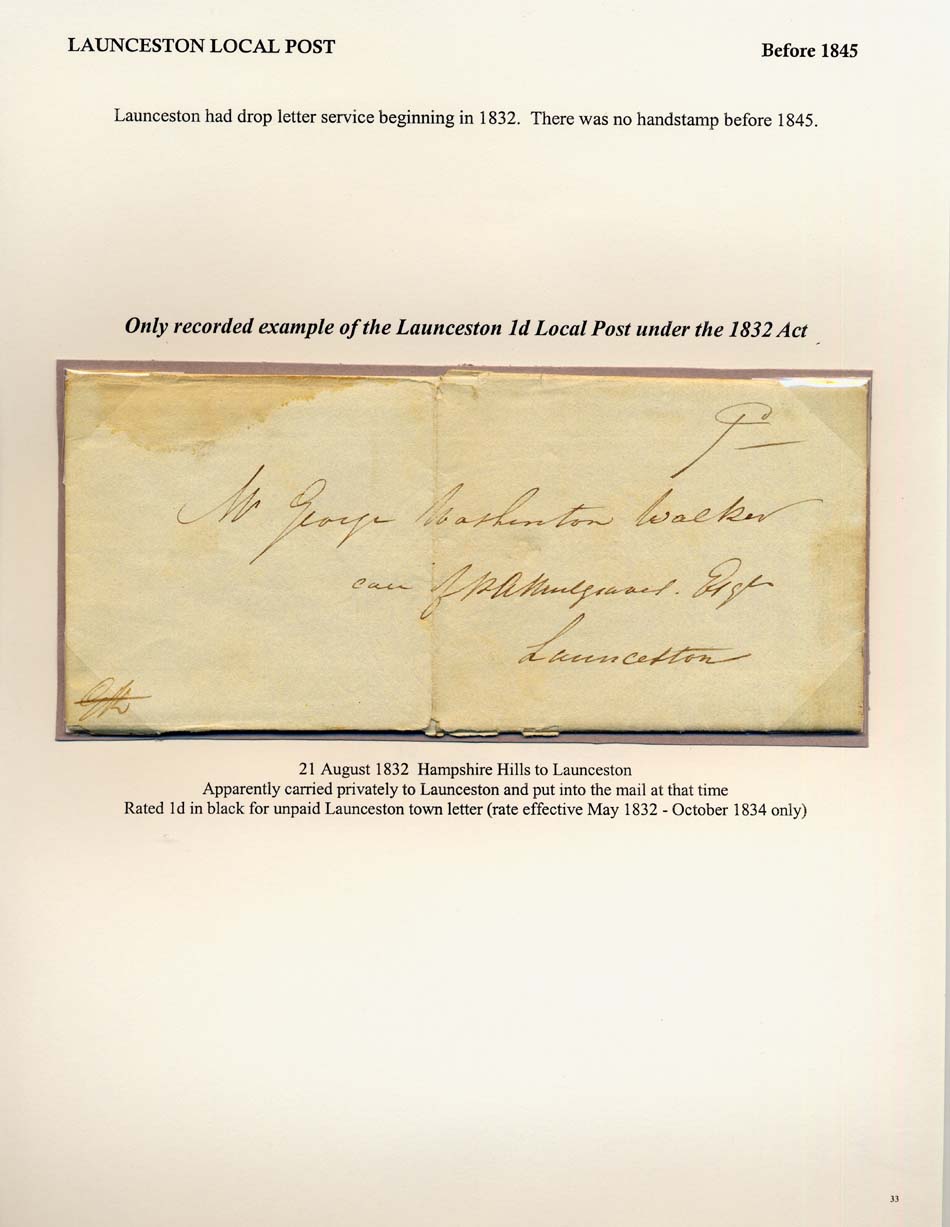 LAUNCESTON LOCAL POST
Before 1845
Launceston had drop letter service beginning in 1832. There was no handstamp before 1845.
Only recorded example of the Launceston 1d Local Post under the 1832 Act
1d
Mr George Washinton Walker
care of Mulgrave Esqr
Launceston
21 August 1832 Hampshire Hills to Launceston
Apparently carried privately to Launceston and put into the mail at that time
Rated 1d in black for unpaid Launceston town letter (rate effective May 1832 - October 1834 only)
33